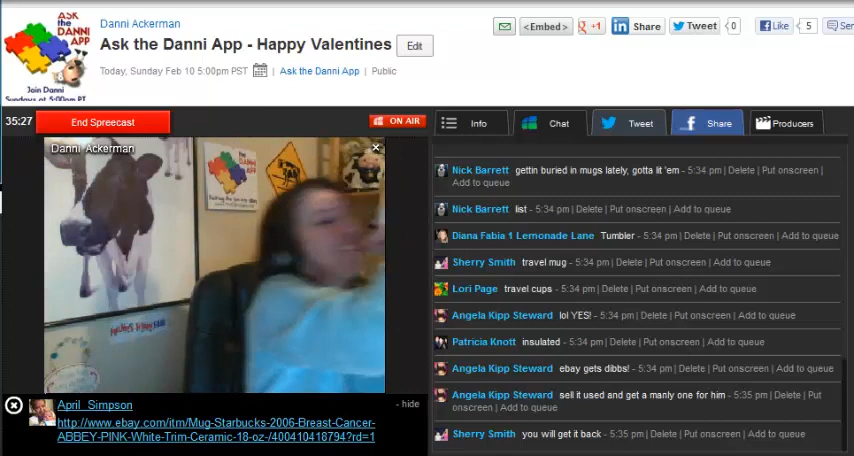 ASK
the
DANNI
APP
Join Danni
Sundays at 5:00pm PT
Danni Ackerman
Ask the Danni App - Happy Valentines
Edit
Today, Sunday Feb 10 5:00pm PST | Ask the Danni App | Public
<Embed>
g +1
in Share
Tweet
0
Like
5
Sen
35:27
End Spreecast
ON AIR
Info
Chat
Tweet
Share
Producers
Danni Ackerman
ASK
the
DANNI
APP
Nick Barrett gettin buried in mugs lately, gotta lit 'em - 5:34 pm | Delete | Put onscreen |
Add to queue
Nick Barrett list - 5:34 pm | Delete | Put onscreen | Add to queue
Diana Fabia 1 Lemonade Lane Tumbler - 5:34 pm | Delete | Put onscreen | Add to queue
Sherry Smith travel mug - 5:34 pm | Delete | Put onscreen | Add to queue
Lori Page travel cups - 5:34 pm | Delete | Put onscreen | Add to queue
Angela Kipp Steward lol YES! - 5:34 pm | Delete | Put onscreen | Add to queue
Patricia Knott insulated - 5:34 pm | Delete | Put onscreen | Add to queue
Angela Kipp Steward ebay gets dibbs! - 5:34 pm | Delete | Put onscreen | Add to queue
Angela Kipp Steward sell it used and get a manly one for him - 5:35 pm | Delete | Put
onscreen | Add to queue
Sherry Smith you will get it back - 5:35 pm | Delete | Put onscreen | Add to queue
April Simpson
- hide
http://www.ebay.com/itm/Mug-Starbucks-2006-Breast-Cancer-
ABBEY-PINK-White-Trim-Ceramic-18-oz-/400410418794?rd=1